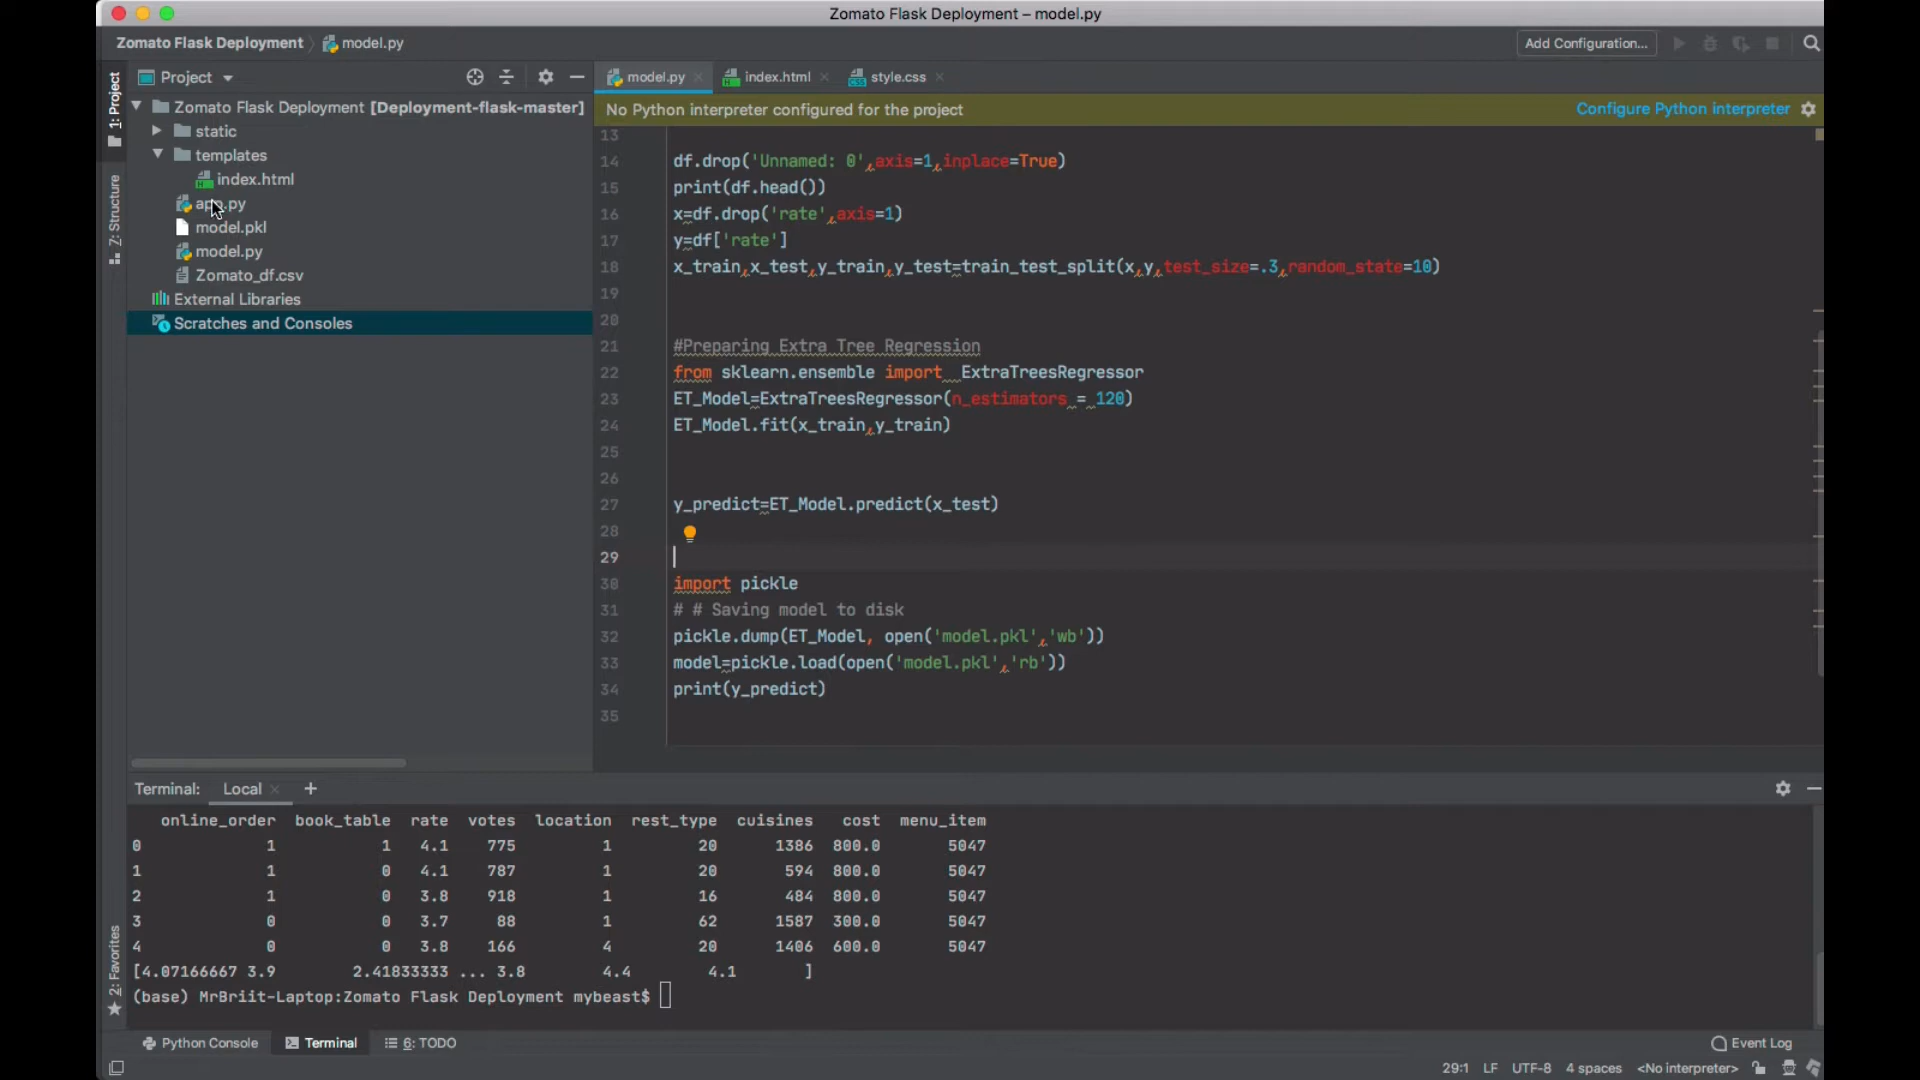 Zomato Flask Deployment – model.py
Zomato Flask Deployment model.py
Add Configuration...
1: Project
Z: Structure
2: Favorites
Project
Zomato Flask Deployment [Deployment-flask-master]
static
templates
index.html
app.py
model.pkl
model.py
Zomato_df.csv
External Libraries
Scratches and Consoles
model.py index.html style.css
No Python interpreter configured for the project Configure Python interpreter
13
14 df.drop('Unnamed: 0',axis=1,inplace=True)
15 print(df.head())
16 x=df.drop('rate',axis=1)
17 y=df['rate']
18 x_train,x_test,y_train,y_test=train_test_split(x,y,test_size=.3,random_state=10)
19
20
21 #Preparing Extra Tree Regression
22 from sklearn.ensemble import ExtraTreesRegressor
23 ET_Model=ExtraTreesRegressor(n_estimators = 120)
24 ET_Model.fit(x_train,y_train)
25
26
27 y_predict=ET_Model.predict(x_test)
28
29
30 import pickle
31 # # Saving model to disk
32 pickle.dump(ET_Model, open('model.pkl','wb'))
33 model=pickle.load(open('model.pkl','rb'))
34 print(y_predict)
35
Terminal: Local +
online_order book_table rate votes location rest_type cuisines cost menu_item
0 1 1 4.1 775 1 20 1386 800.0 5047
1 1 0 4.1 787 1 20 594 800.0 5047
2 1 0 3.8 918 1 16 484 800.0 5047
3 0 0 3.7 88 1 62 1587 300.0 5047
4 0 0 3.8 166 4 20 1406 600.0 5047
[4.07166667 3.9 2.41833333 ... 3.8 4.4 4.1 ]
(base) MrBriit-Laptop:Zomato Flask Deployment mybeast$
Python Console Terminal 6: TODO Event Log
29:1 LF UTF-8 4 spaces <No interpreter>